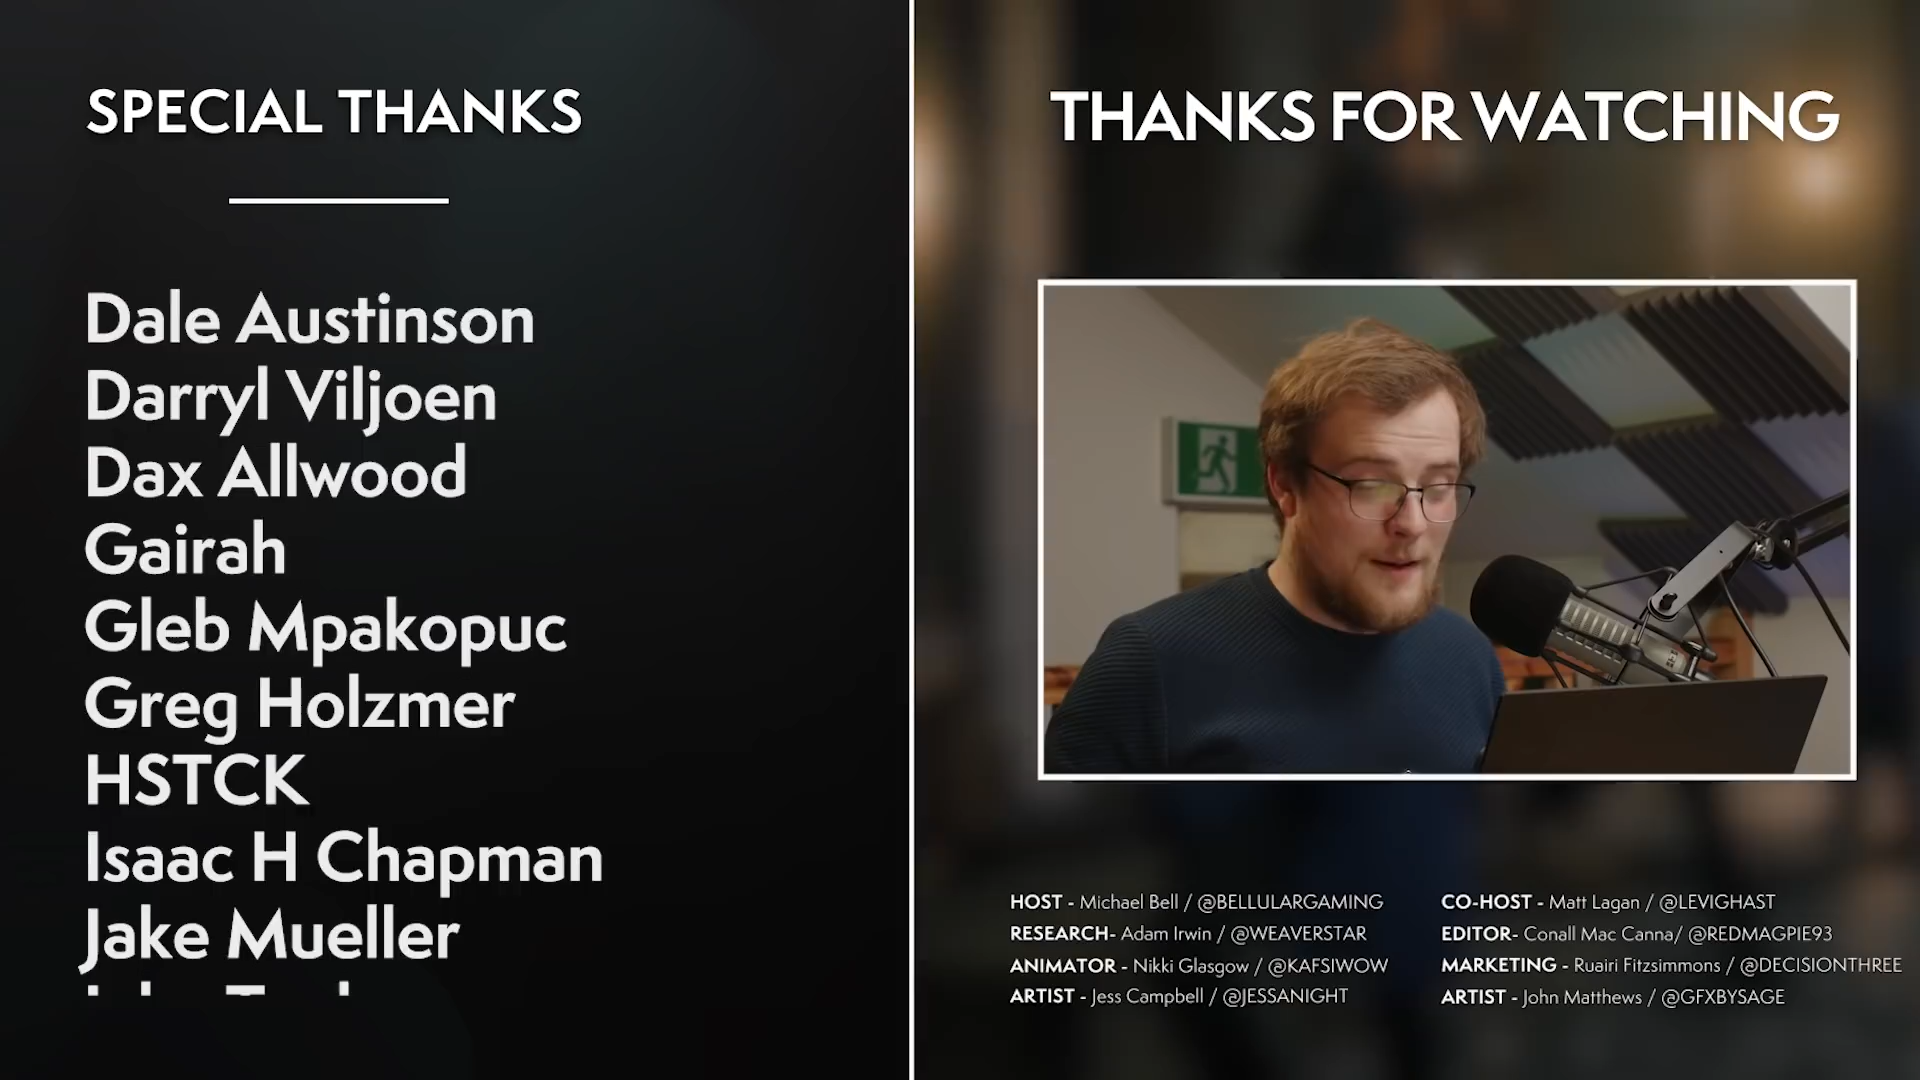 SPECIAL THANKS
Dale Austinson
Darryl Viljoen
Dax Allwood
Gairah
Gleb Mpakopuc
Greg Holzmer
HSTCK
Isaac H Chapman
Jake Mueller
THANKS FOR WATCHING
HOST - Michael Bell / @BELLULARGAMING
RESEARCH- Adam Irwin / @WEAVERSTAR
ANIMATOR - Nikki Glasgow / @KAFSIWOW
ARTIST - Jess Campbell / @JESSANIGHT
CO-HOST - Matt Lagan / @LEVIGHAST
EDITOR- Conall Mac Canna/ @REDMAGPIE93
MARKETING - Ruairi Fitzsimmons / @DECISIONTHREE
ARTIST - John Matthews / @GFXBYSAGE